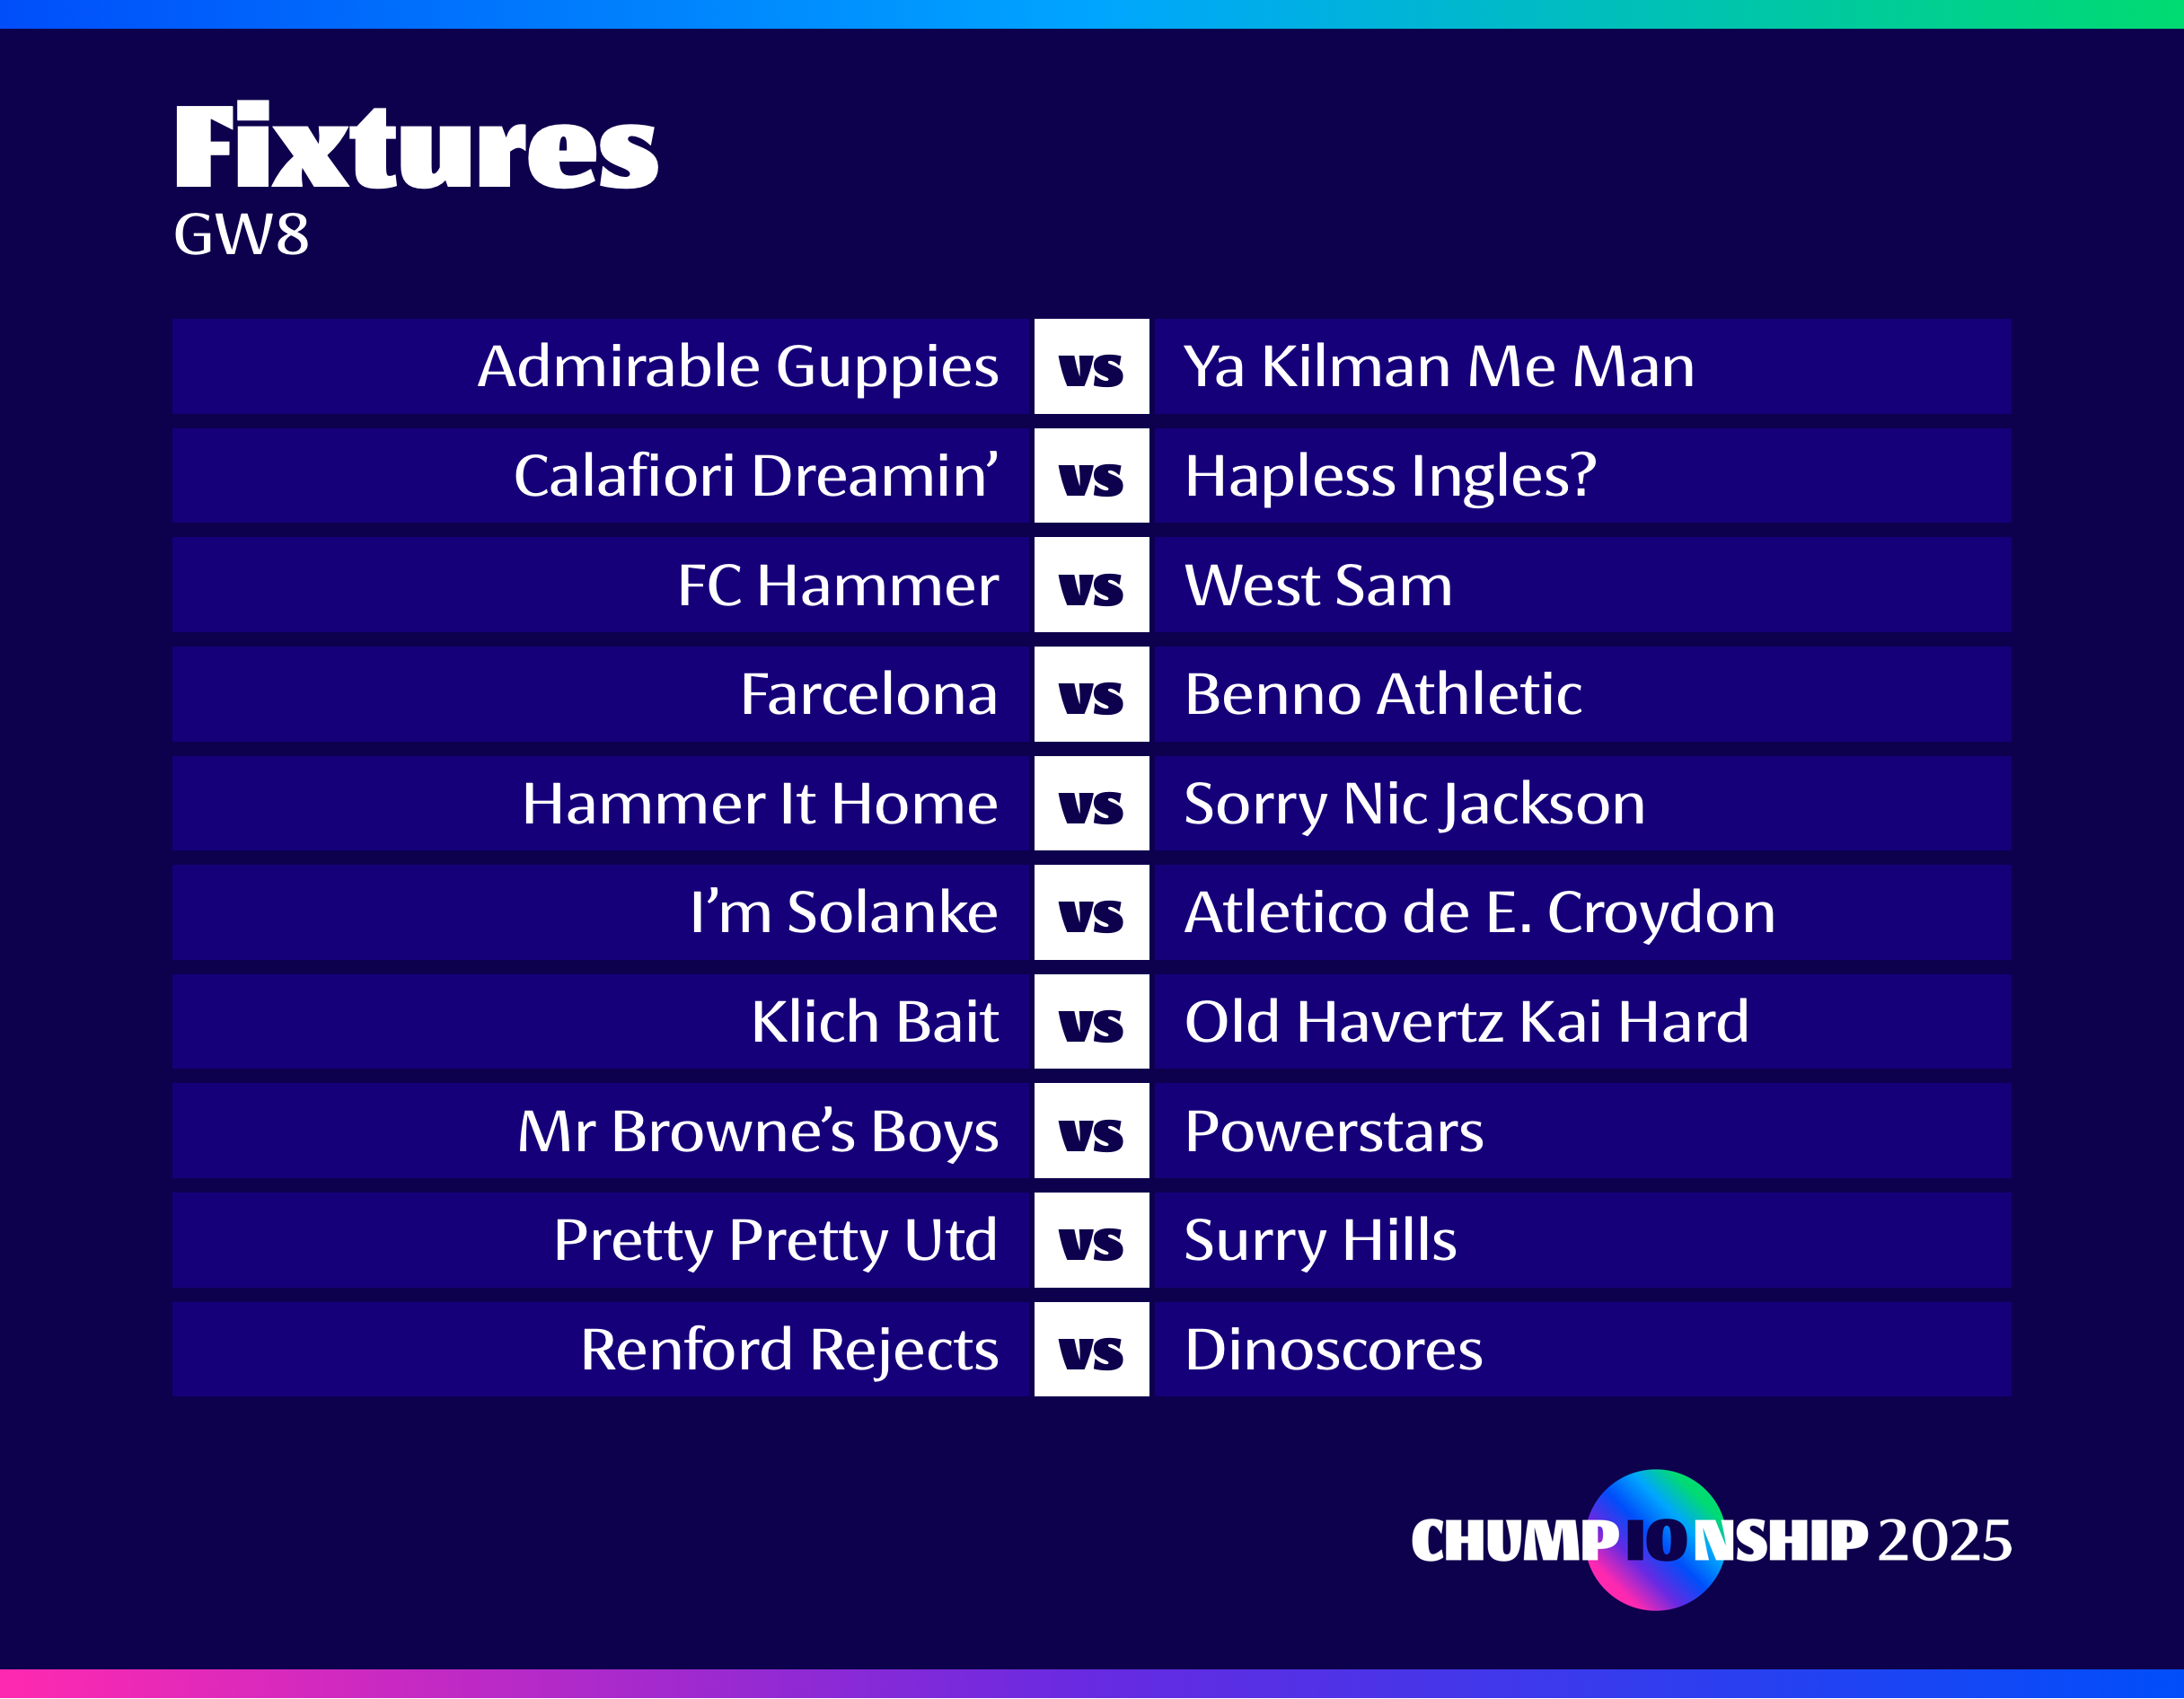 Fixtures
GW8
Admirable Guppies vs Ya Kilman Me Man
Calafiori Dreamin’ vs Hapless Ingles?
FC Hammer vs West Sam
Farcelona vs Benno Athletic
Hammer It Home vs Sorry Nic Jackson
I’m Solanke vs Atletico de E. Croydon
Klich Bait vs Old Havertz Kai Hard
Mr Browne’s Boys vs Powerstars
Pretty Pretty Utd vs Surry Hills
Renford Rejects vs Dinoscores
CHUMPIONSHIP 2025